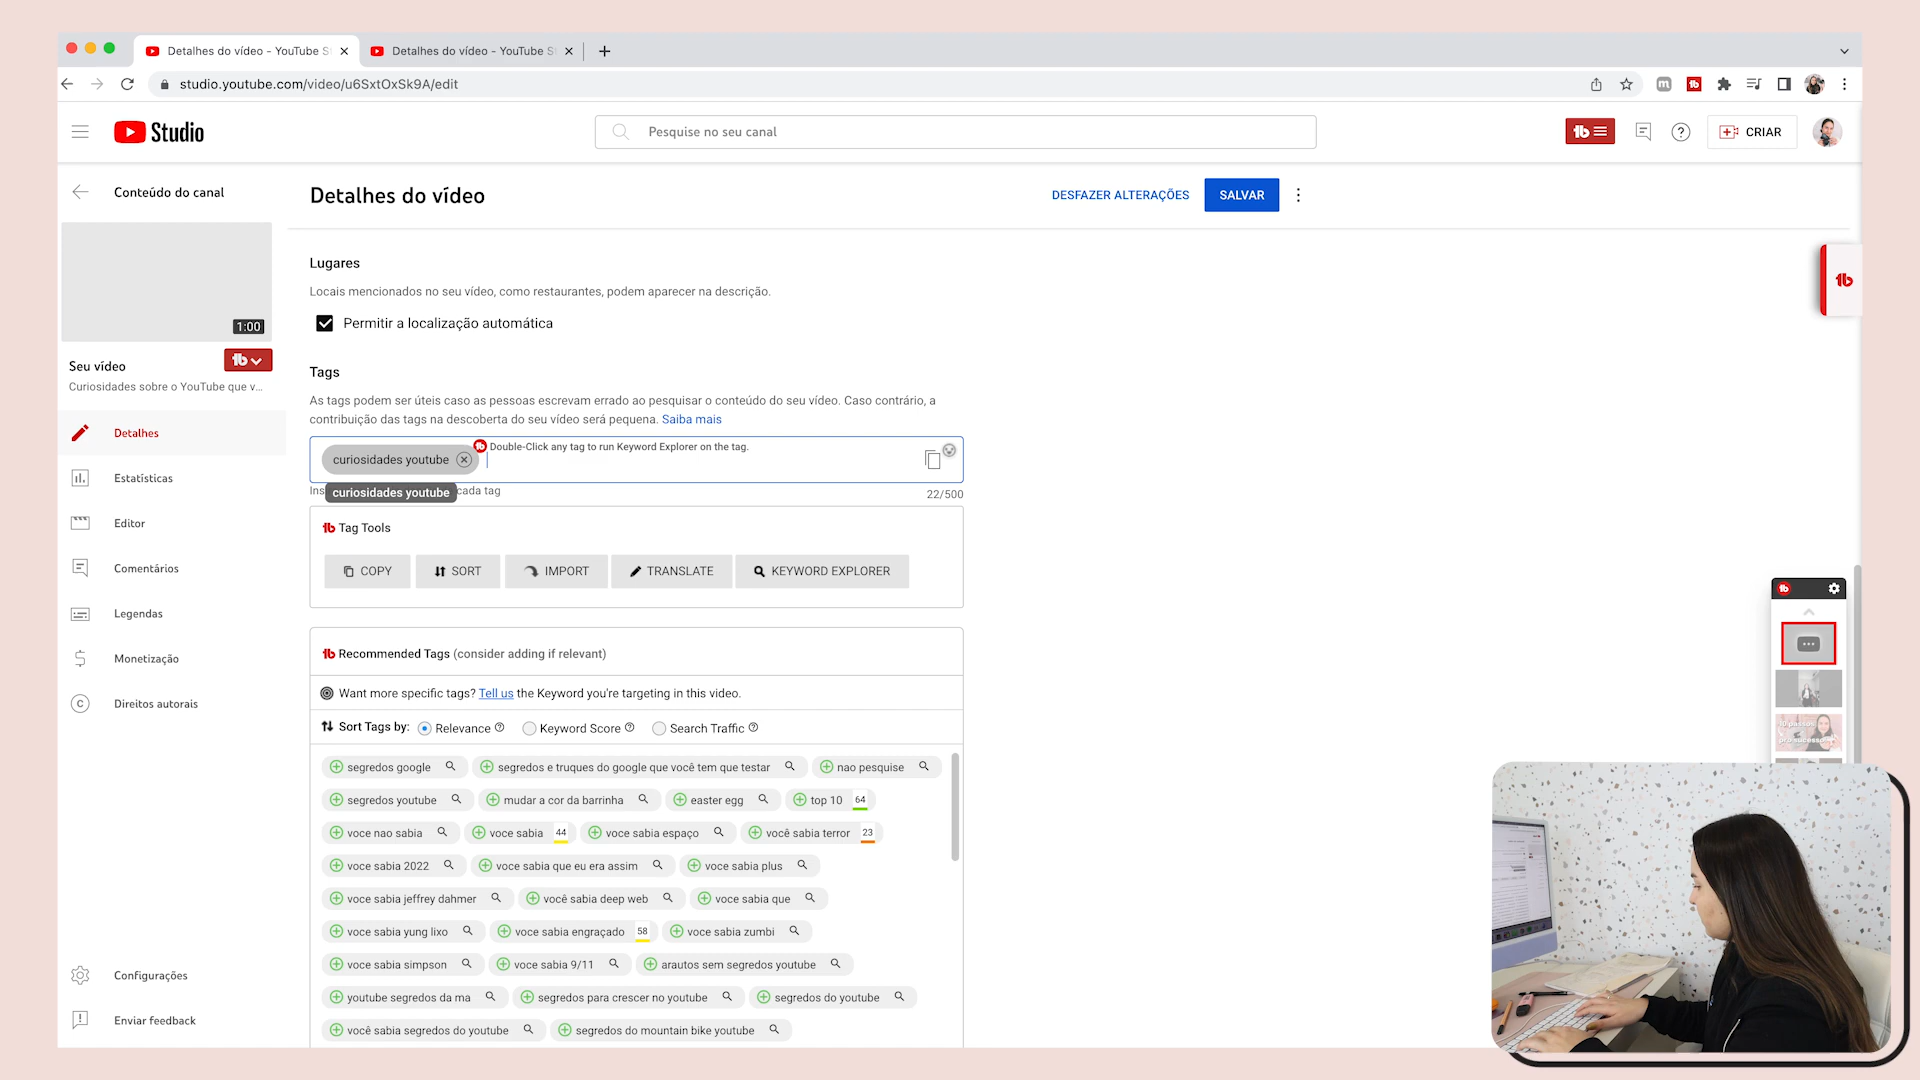 Detalhes do vídeo - YouTube S
Detalhes do vídeo - YouTube S
studio.youtube.com/video/u6SxtOxSk9A/edit
Studio
Pesquise no seu canal
CRIAR
Conteúdo do canal
Detalhes do vídeo
DESFAZER ALTERAÇÕES
SALVAR
1:00
Seu vídeo
Curiosidades sobre o YouTube que v...
Detalhes
Estatísticas
Editor
Comentários
Legendas
Monetização
Direitos autorais
Configurações
Enviar feedback
Lugares
Locais mencionados no seu vídeo, como restaurantes, podem aparecer na descrição.
Permitir a localização automática
Tags
As tags podem ser úteis caso as pessoas escrevam errado ao pesquisar o conteúdo do seu vídeo. Caso contrário, a
contribuição das tags na descoberta do seu vídeo será pequena. Saiba mais
curiosidades youtube
Double-Click any tag to run Keyword Explorer on the tag.
Ins
curiosidades youtube
cada tag
22/500
Tag Tools
COPY
SORT
IMPORT
TRANSLATE
KEYWORD EXPLORER
Recommended Tags (consider adding if relevant)
Want more specific tags? Tell us the Keyword you're targeting in this video.
Sort Tags by: Relevance Keyword Score Search Traffic
segredos google segredos e truques do google que você tem que testar nao pesquise
segredos youtube mudar a cor da barrinha easter egg top 10 64
voce nao sabia voce sabia 44 voce sabia espaço você sabia terror 23
voce sabia 2022 voce sabia que eu era assim voce sabia plus
voce sabia jeffrey dahmer você sabia deep web voce sabia que
voce sabia yung lixo voce sabia engraçado 58 voce sabia zumbi
voce sabia simpson voce sabia 9/11 arautos sem segredos youtube
youtube segredos da ma segredos para crescer no youtube segredos do youtube
você sabia segredos do youtube segredos do mountain bike youtube
10 passos
pra sucesso